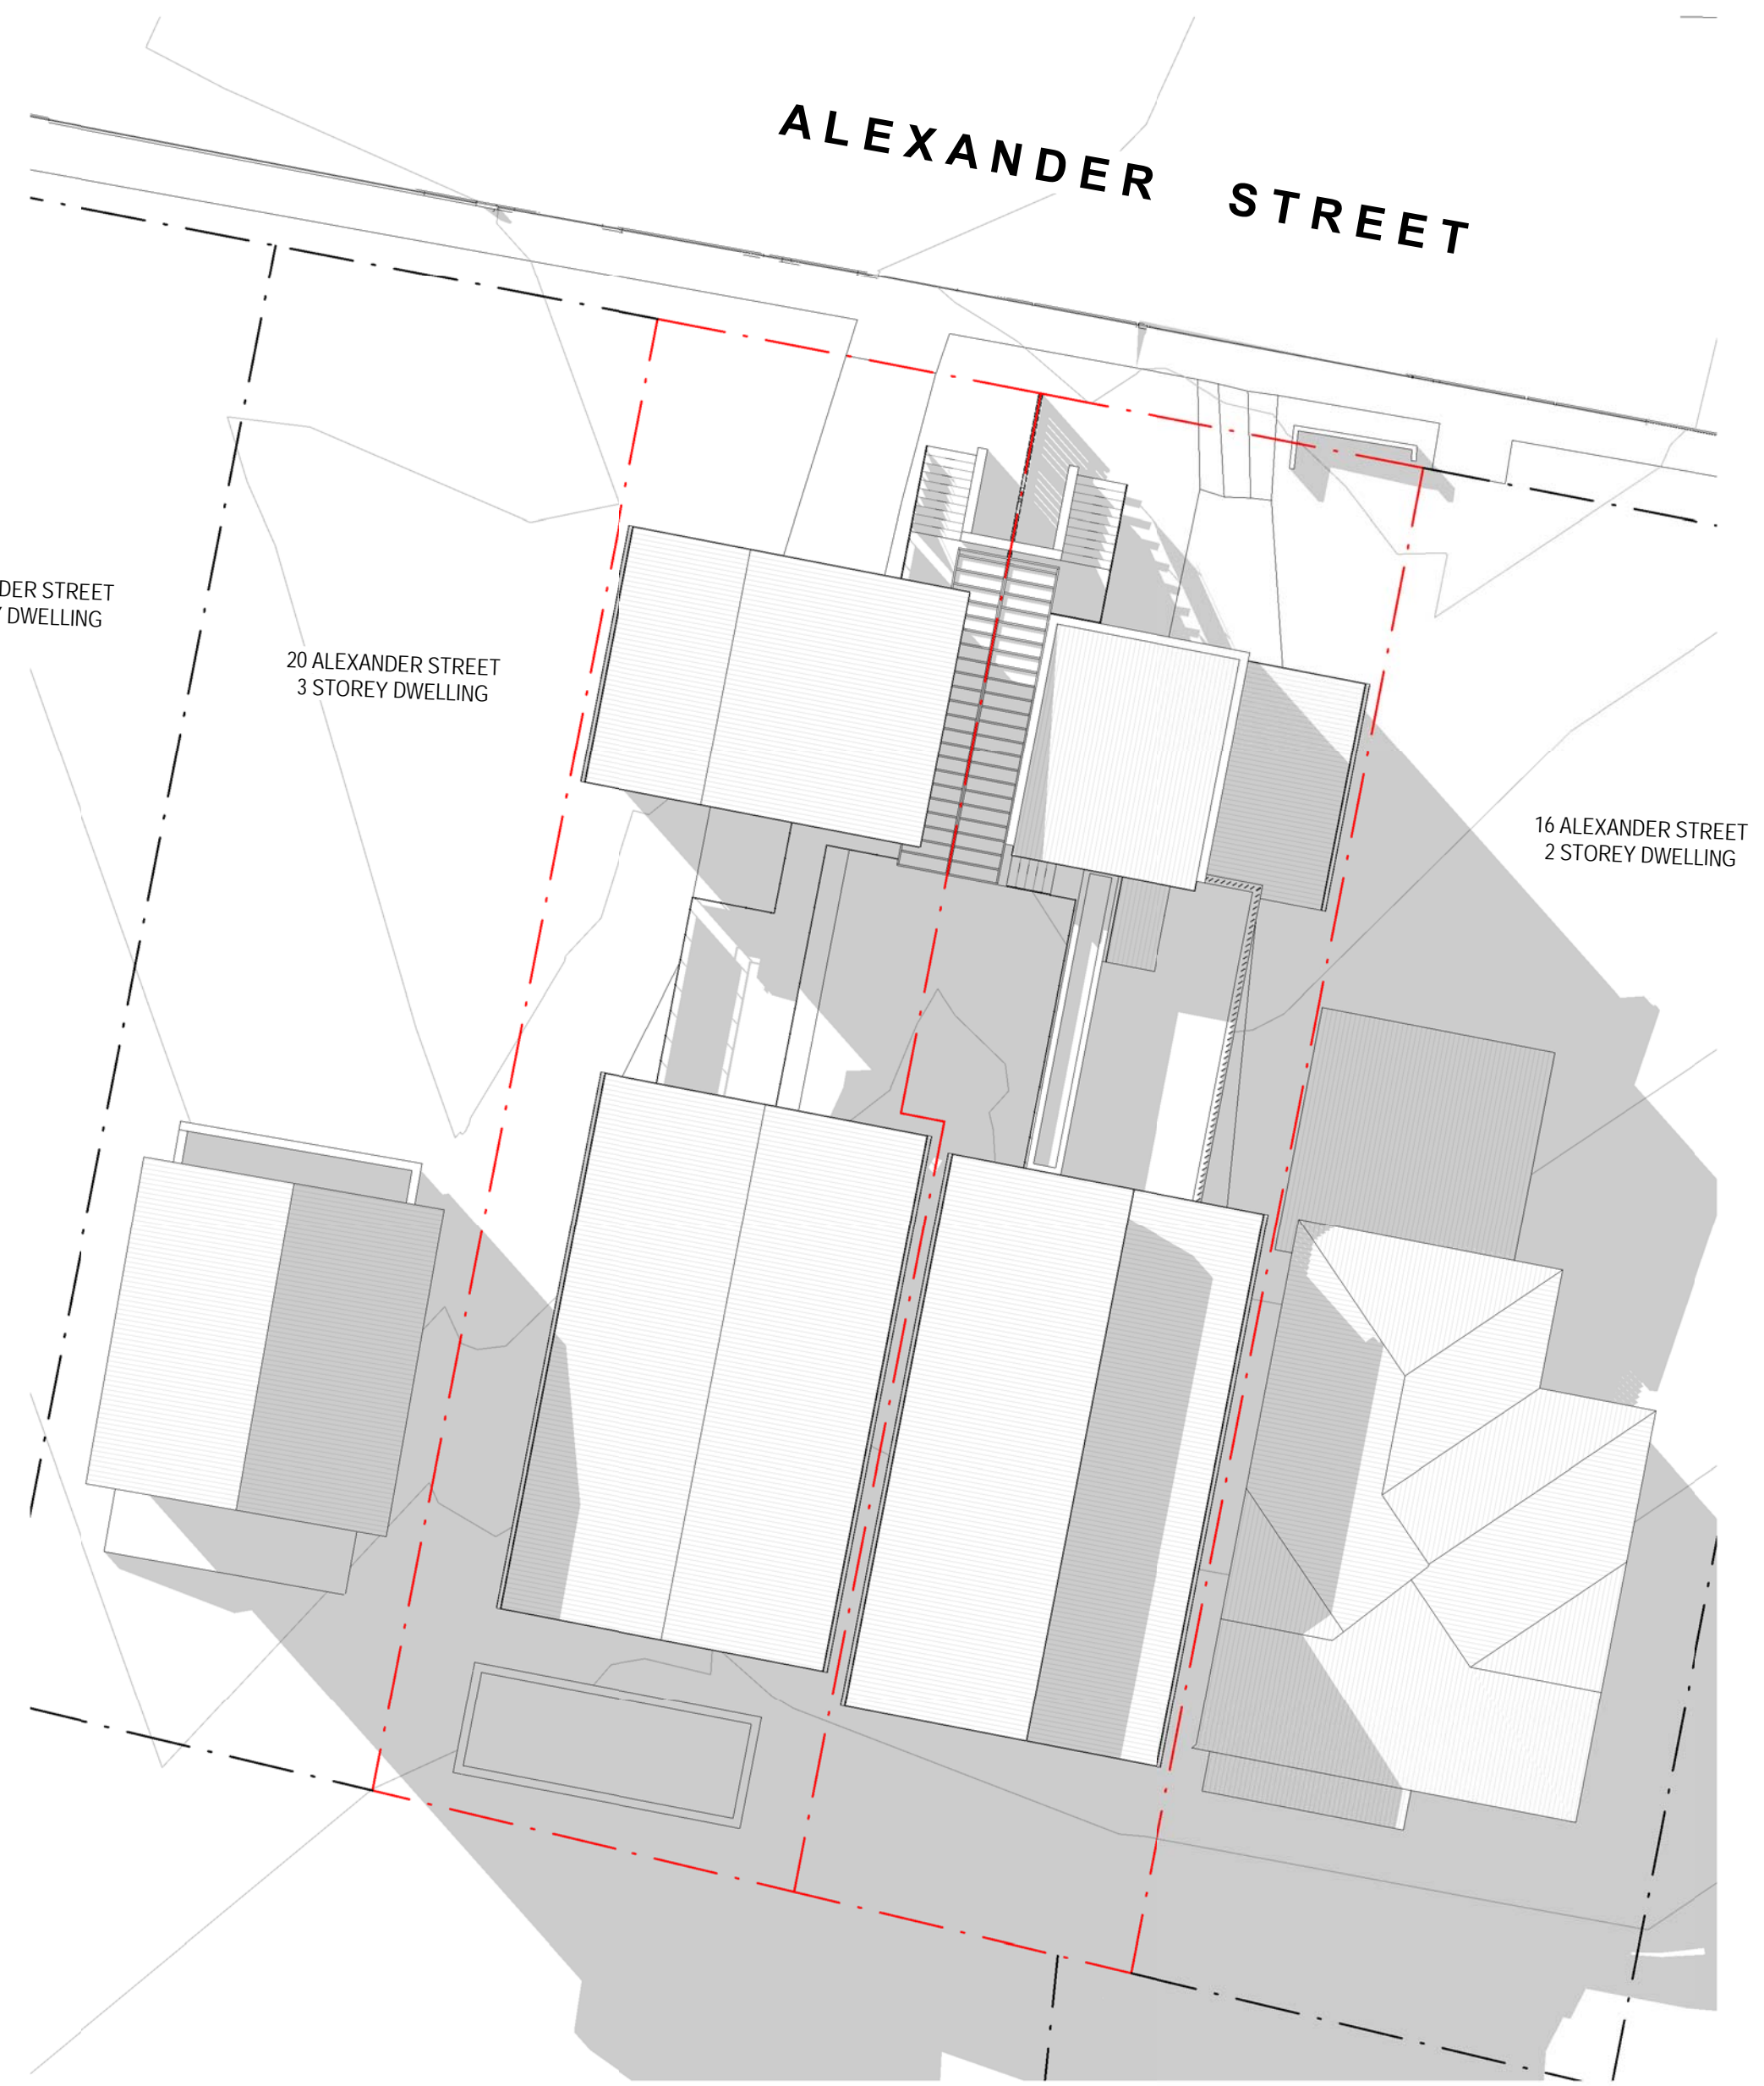 ALEXANDER STREET
DER STREET
DWELLING
20 ALEXANDER STREET
3 STOREY DWELLING
16 ALEXANDER STREET
2 STOREY DWELLING